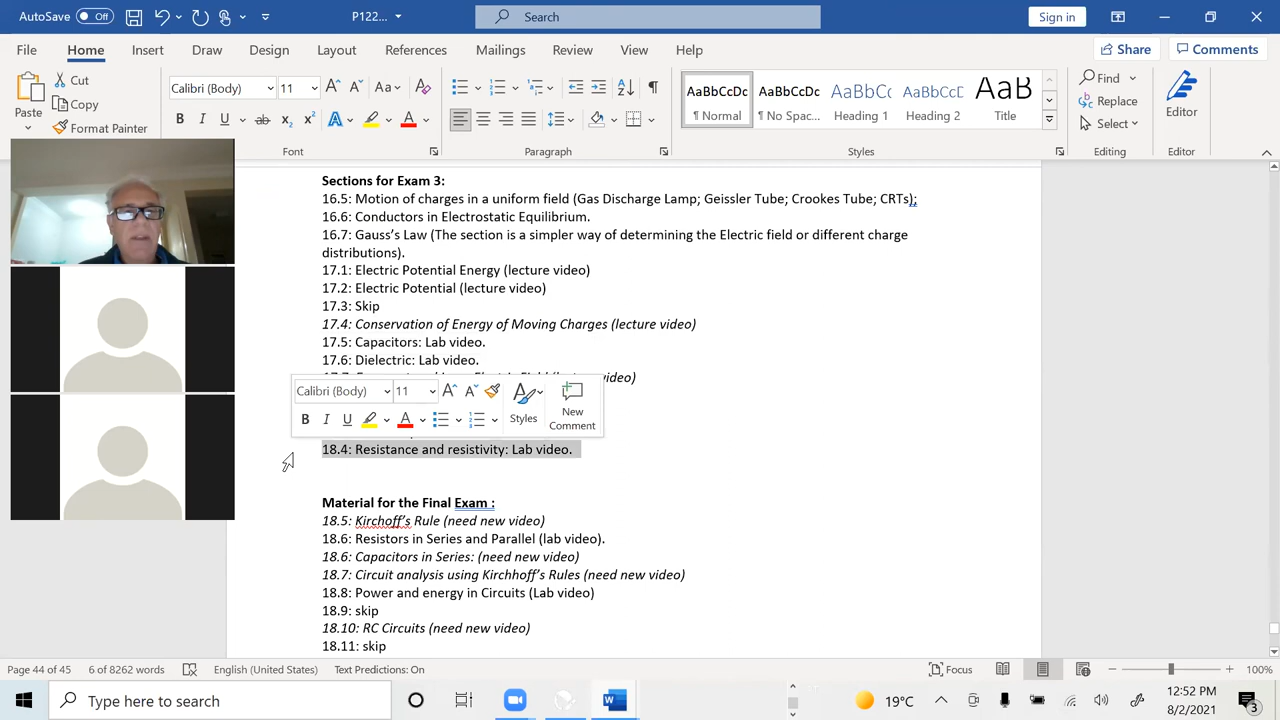 AutoSave Off P122... Search Sign in
File Home Insert Draw Design Layout References Mailings Review View Help Share Comments
Paste Cut Copy Format Painter
Calibri (Body) 11
AaBbCcDc AaBbCcDc AaBbCc AaBbCcD AaB
¶ Normal ¶ No Spac... Heading 1 Heading 2 Title
Find Replace Select Editor
Font Paragraph Styles Editing Editor
Sections for Exam 3:
16.5: Motion of charges in a uniform field (Gas Discharge Lamp; Geissler Tube; Crookes Tube; CRTs);
16.6: Conductors in Electrostatic Equilibrium.
16.7: Gauss's Law (The section is a simpler way of determining the Electric field or different charge
distributions).
17.1: Electric Potential Energy (lecture video)
17.2: Electric Potential (lecture video)
17.3: Skip
17.4: Conservation of Energy of Moving Charges (lecture video)
17.5: Capacitors: Lab video.
17.6: Dielectric: Lab video.
Calibri (Body) 11
Styles New Comment
18.4: Resistance and resistivity: Lab video.
Material for the Final Exam :
18.5: Kirchoff's Rule (need new video)
18.6: Resistors in Series and Parallel (lab video).
18.6: Capacitors in Series: (need new video)
18.7: Circuit analysis using Kirchhoff's Rules (need new video)
18.8: Power and energy in Circuits (Lab video)
18.9: skip
18.10: RC Circuits (need new video)
18.11: skip
Page 44 of 45 6 of 8262 words English (United States) Text Predictions: On Focus 100%
Type here to search 19°C 12:52 PM
8/2/2021 3